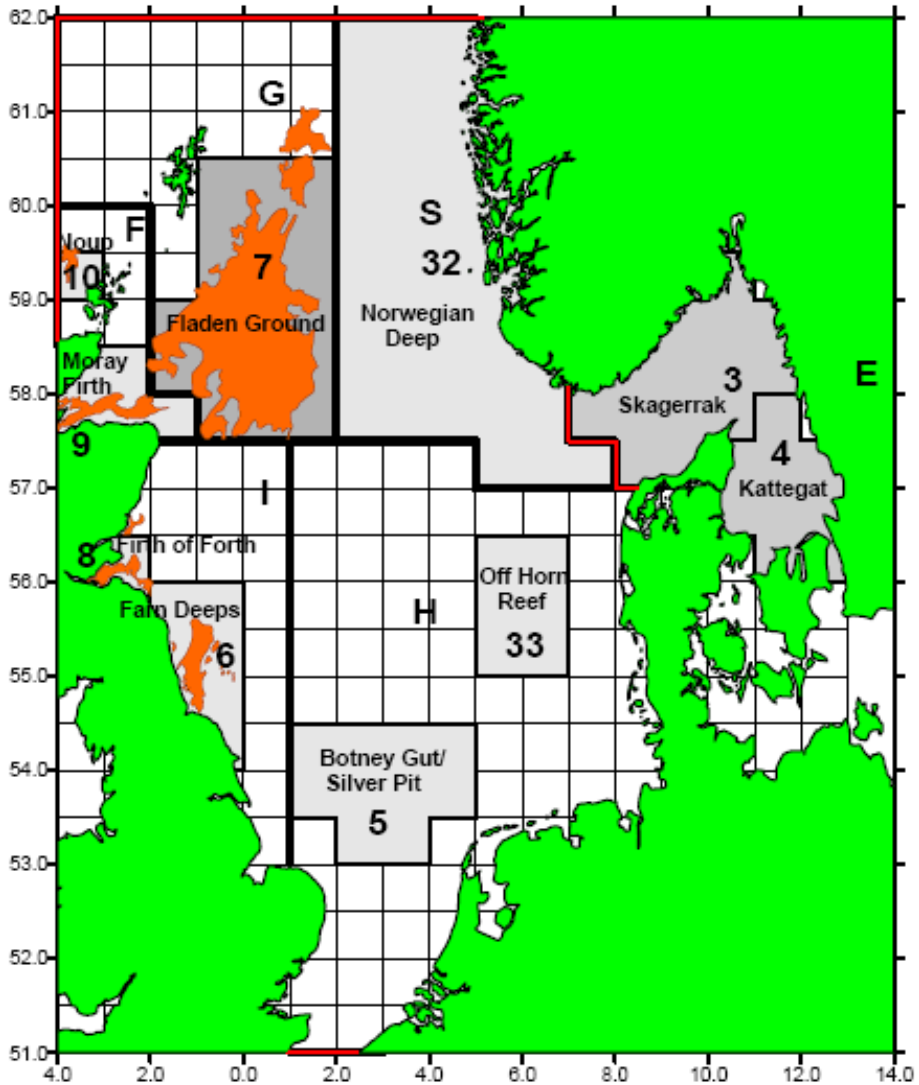 62.0
61.0
60.0
59.0
58.0
57.0
56.0
55.0
54.0
53.0
52.0
51.0
G
F
S
Noup
10
7
32
Fladen Ground
Norwegian
Deep
Moray
Firth
9
3
E
Skagerrak
4
Kattegat
I
8
Firth of Forth
Farn Deeps
6
H
Off Horn
Reef
33
Botney Gut/
Silver Pit
5
4.0 2.0 0.0 2.0 4.0 6.0 8.0 10.0 12.0 14.0